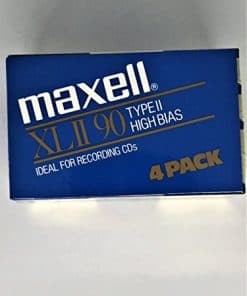 maxell®
XLII 90 TYPE II HIGH BIAS
IDEAL FOR RECORDING CDs
4 PACK